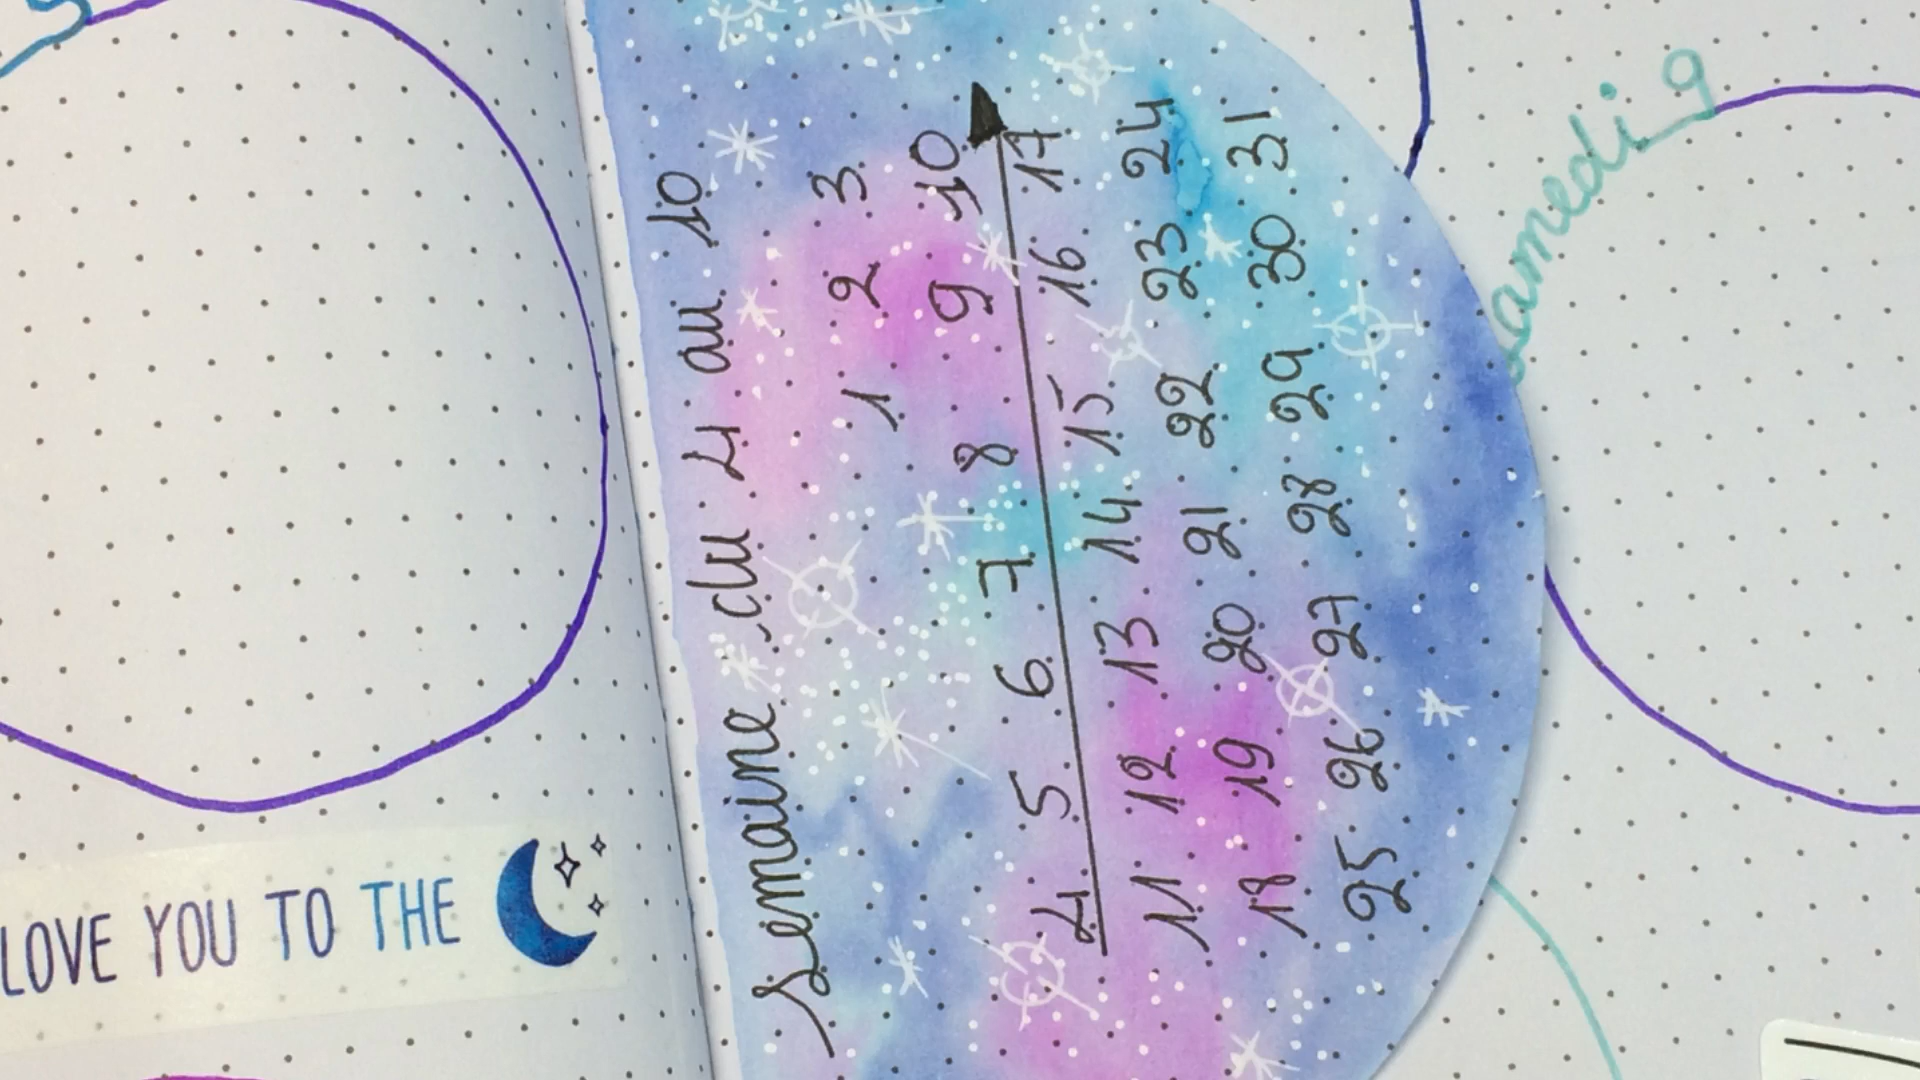 semaine du 4 au 10
1 2 3
4 5 6 7 8 9 10
11 12 13 14 15 16 17
18 19 20 21 22 23 24
25 26 27 28 29 30 31
samedi 9
LOVE YOU TO THE